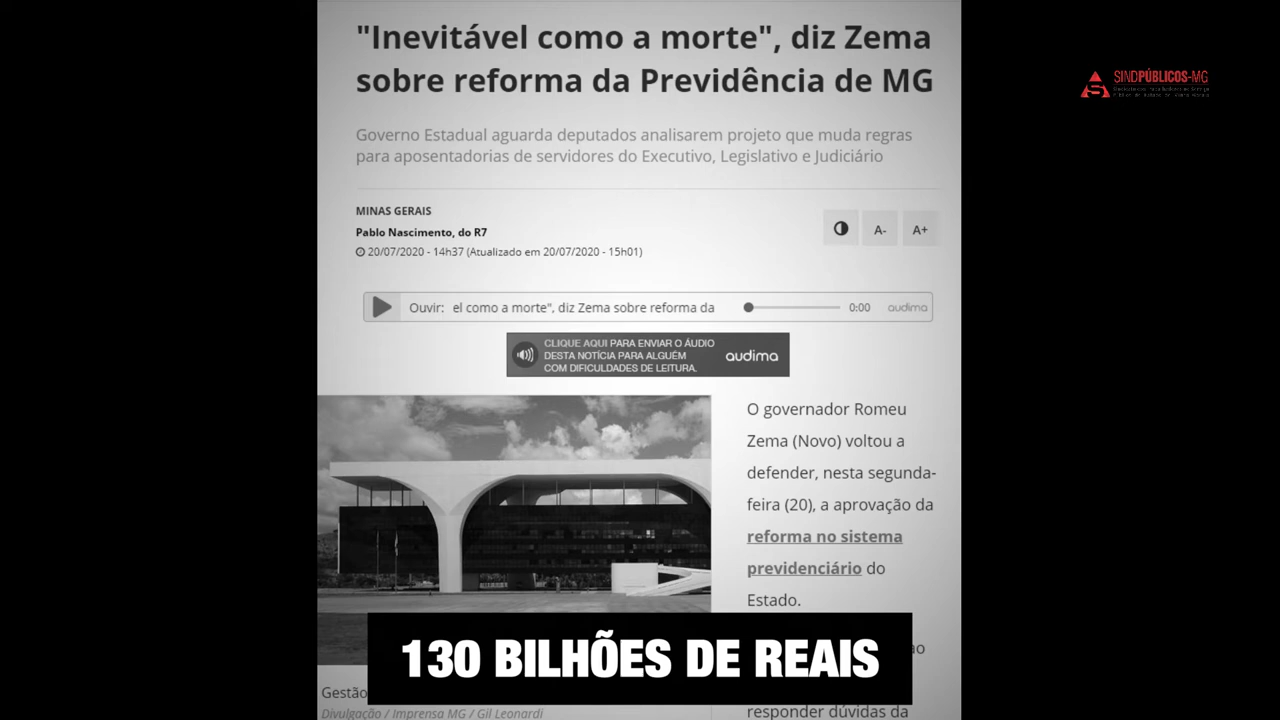 "Inevitável como a morte", diz Zema
sobre reforma da Previdência de MG
SINDPÚBLICOS-MG
Governo Estadual aguarda deputados analisarem projeto que muda regras
para aposentadorias de servidores do Executivo, Legislativo e Judiciário
MINAS GERAIS
Pablo Nascimento, do R7
20/07/2020 - 14h37 (Atualizado em 20/07/2020 - 15h01)
A-
A+
Ouvir: el como a morte", diz Zema sobre reforma da
0:00
audima
CLIQUE AQUI PARA ENVIAR O ÁUDIO
DESTA NOTÍCIA PARA ALGUÉM
COM DIFICULDADES DE LEITURA.
audima
O governador Romeu
Zema (Novo) voltou a
defender, nesta segunda-
feira (20), a aprovação da
reforma no sistema
previdenciário do
Estado.
ao
responder dúvidas da
130 BILHÕES DE REAIS
Gestão
Divulgação / Imprensa MG / Gil Leonardi